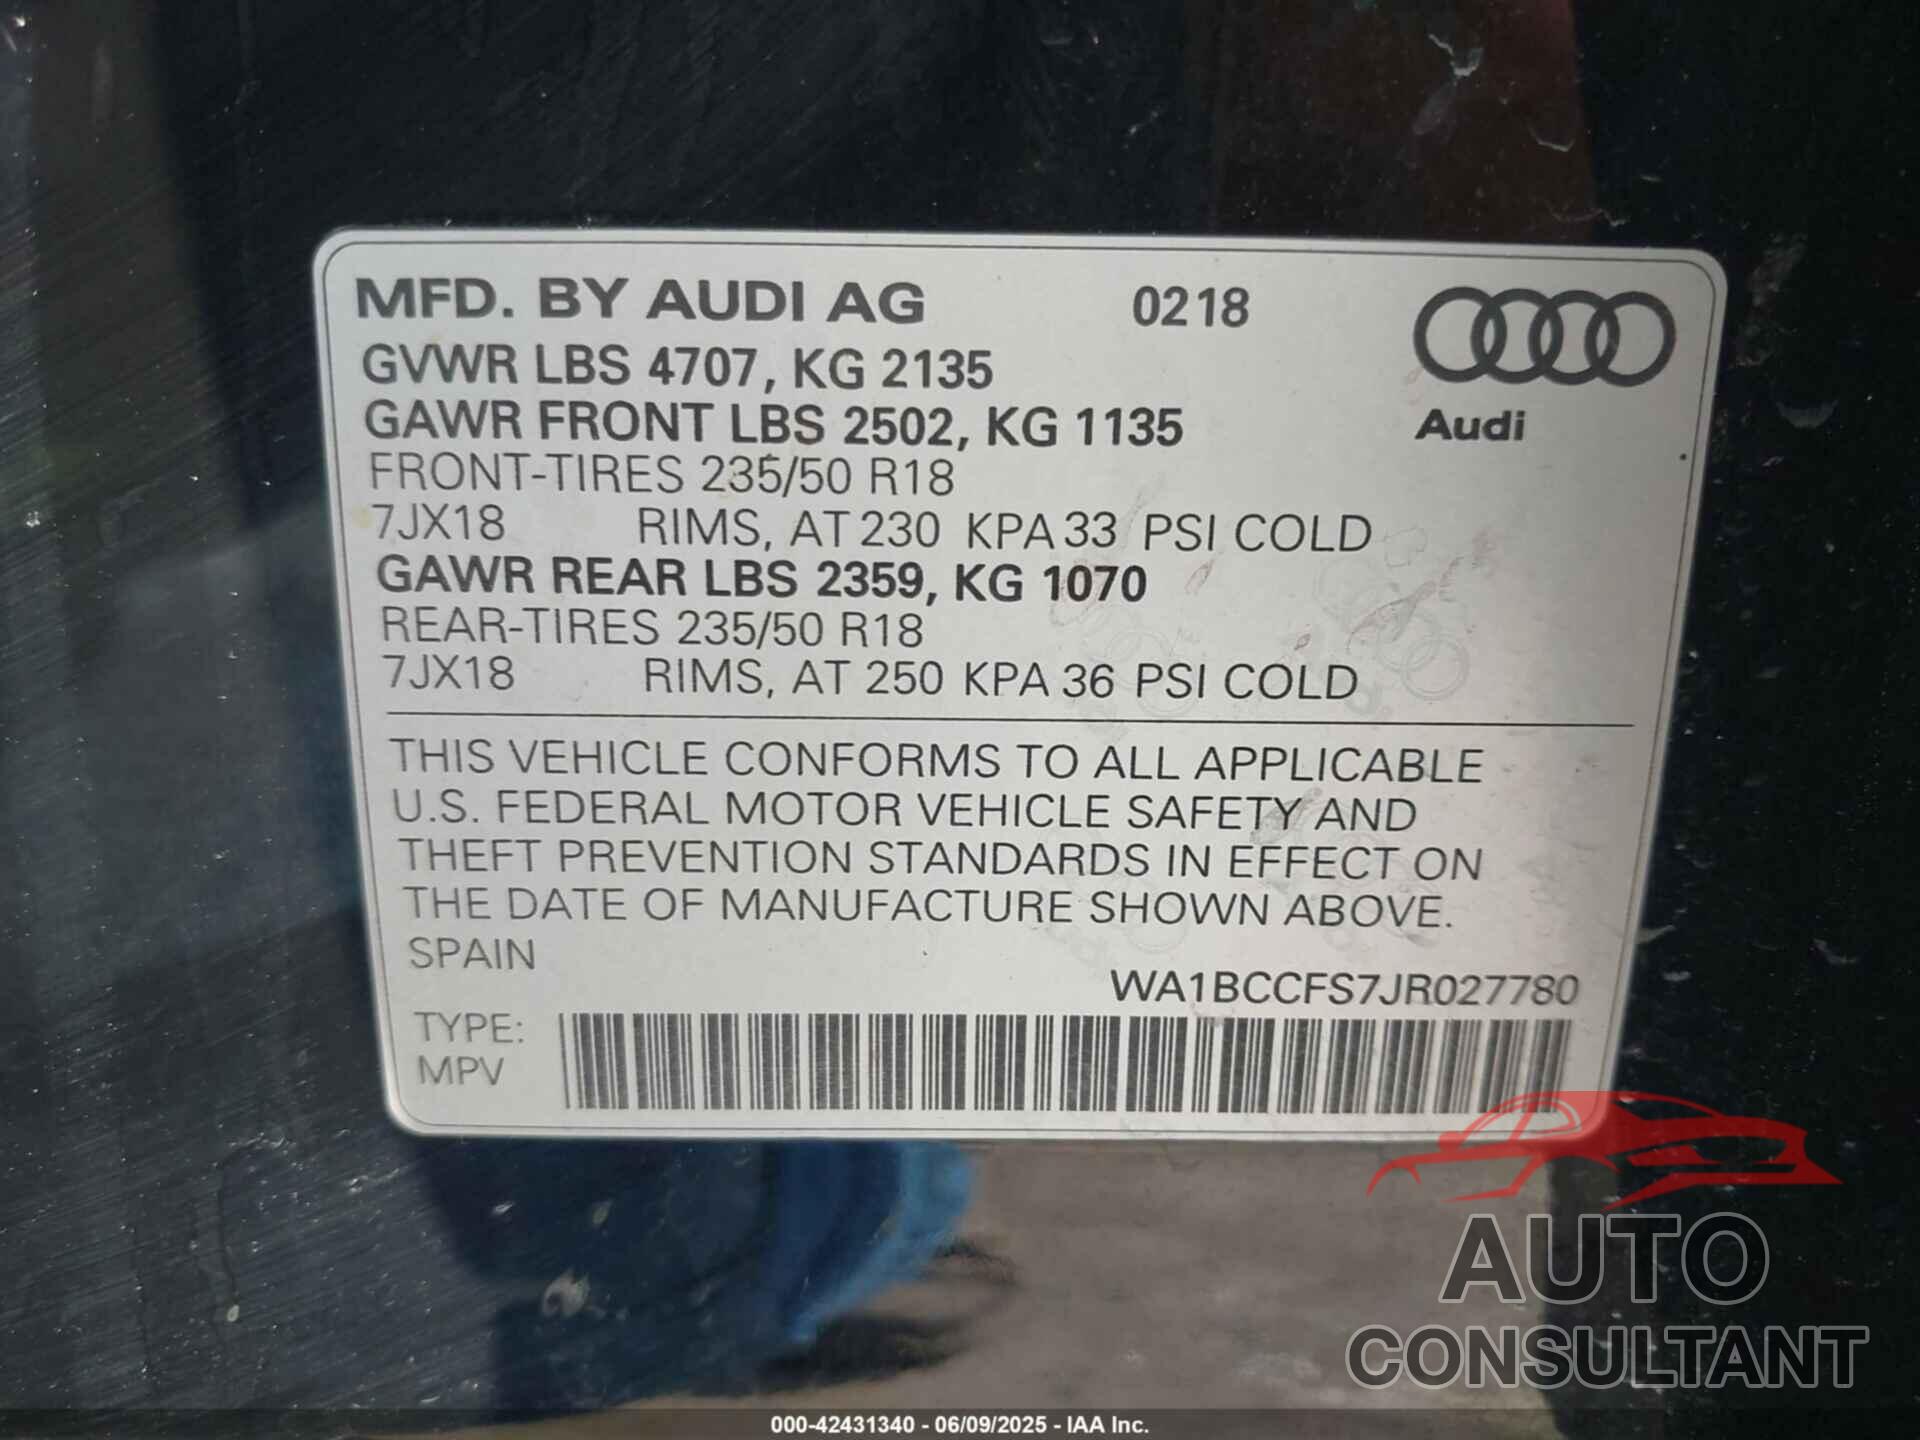 MFD. BY AUDI AG 0218
GVWR LBS 4707, KG 2135
GAWR FRONT LBS 2502, KG 1135
Audi
FRONT-TIRES 235/50 R18
7JX18 RIMS, AT 230 KPA 33 PSI COLD
GAWR REAR LBS 2359, KG 1070
REAR-TIRES 235/50 R18
7JX18 RIMS, AT 250 KPA 36 PSI COLD
THIS VEHICLE CONFORMS TO ALL APPLICABLE
U.S. FEDERAL MOTOR VEHICLE SAFETY AND
THEFT PREVENTION STANDARDS IN EFFECT ON
THE DATE OF MANUFACTURE SHOWN ABOVE.
SPAIN
WA1BCCFS7JR027780
TYPE:
MPV
AUTO
CONSULTANT
000-42431340 - 06/09/2025 - IAA Inc.